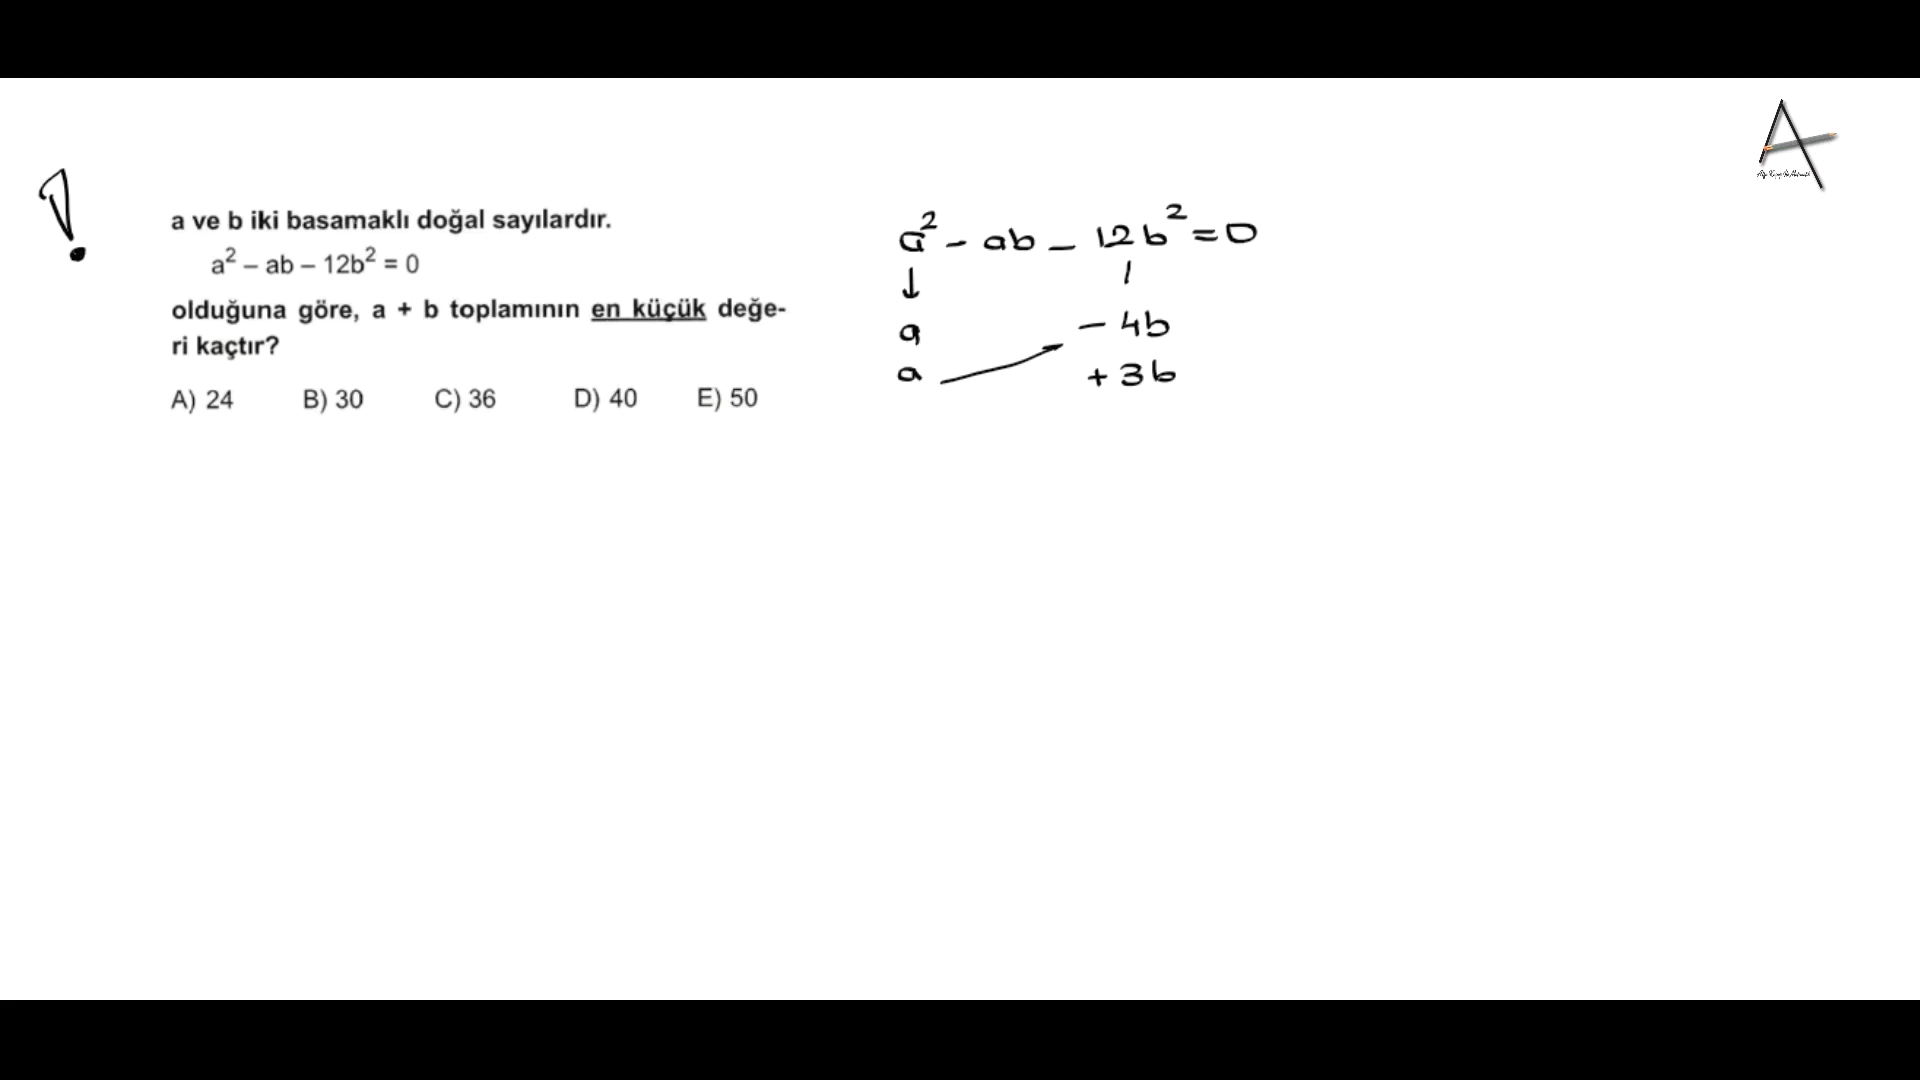 a ve b iki basamaklı doğal sayılardır.
a² – ab – 12b² = 0
olduğuna göre, a + b toplamının en küçük değe-
ri kaçtır?
A) 24 B) 30 C) 36 D) 40 E) 50
!
a² – ab – 12b² = 0
↓
a – 4b
a + 3b